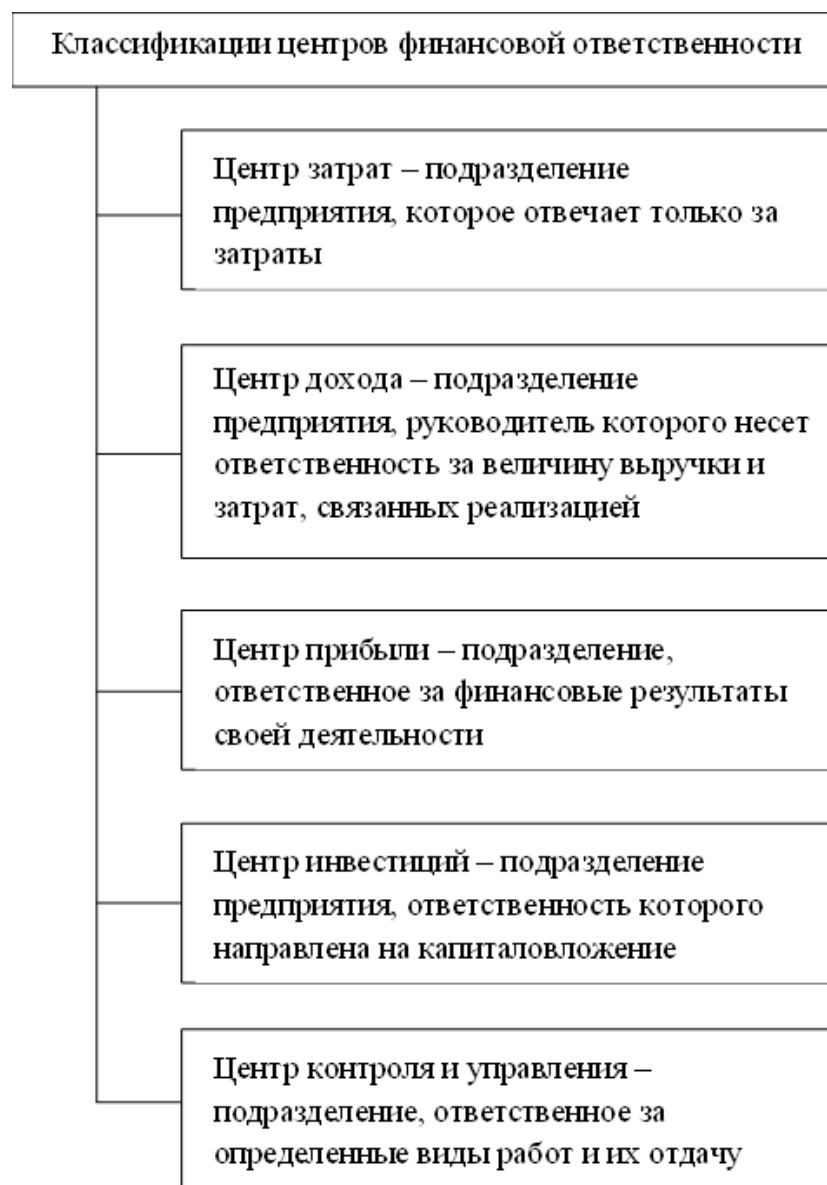 Классификации центров финансовой ответственности
Центр затрат – подразделение
предприятия, которое отвечает только за
затраты
Центр дохода – подразделение
предприятия, руководитель которого несет
ответственность за величину выручки и
затрат, связанных реализацией
Центр прибыли – подразделение,
ответственное за финансовые результаты
своей деятельности
Центр инвестиций – подразделение
предприятия, ответственность которого
направлена на капиталовложение
Центр контроля и управления –
подразделение, ответственное за
определенные виды работ и их отдачу